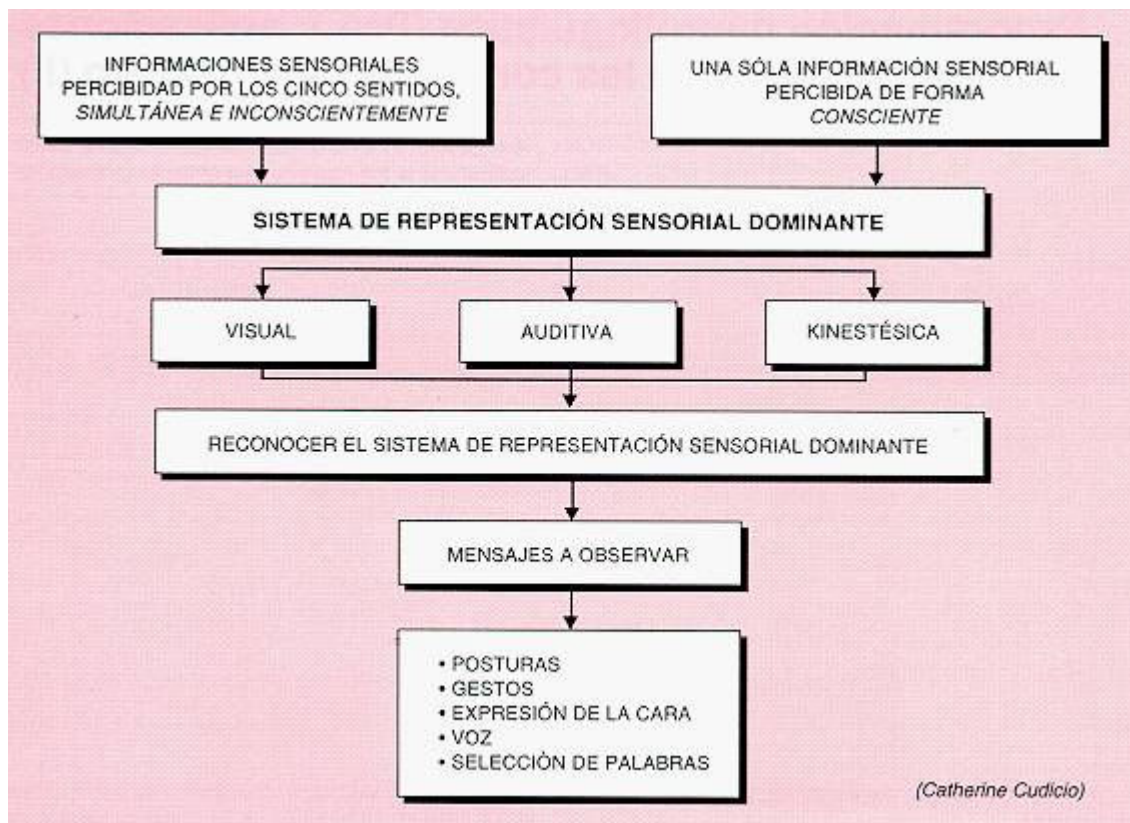 INFORMACIONES SENSORIALES
PERCIBIDAD POR LOS CINCO SENTIDOS,
SIMULTÁNEA E INCONSCIENTEMENTE
UNA SÓLA INFORMACIÓN SENSORIAL
PERCIBIDA DE FORMA
CONSCIENTE
SISTEMA DE REPRESENTACIÓN SENSORIAL DOMINANTE
VISUAL
AUDITIVA
KINESTÉSICA
RECONOCER EL SISTEMA DE REPRESENTACIÓN SENSORIAL DOMINANTE
MENSAJES A OBSERVAR
• POSTURAS
• GESTOS
• EXPRESIÓN DE LA CARA
• VOZ
• SELECCIÓN DE PALABRAS
(Catherine Cudicio)